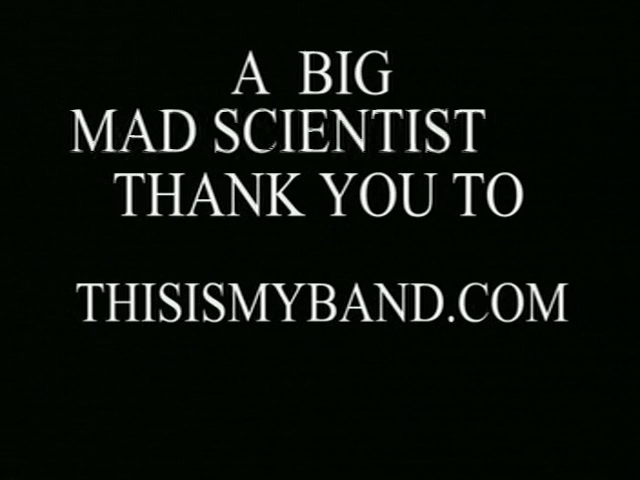 A BIG
MAD SCIENTIST
THANK YOU TO
THISISMYBAND.COM